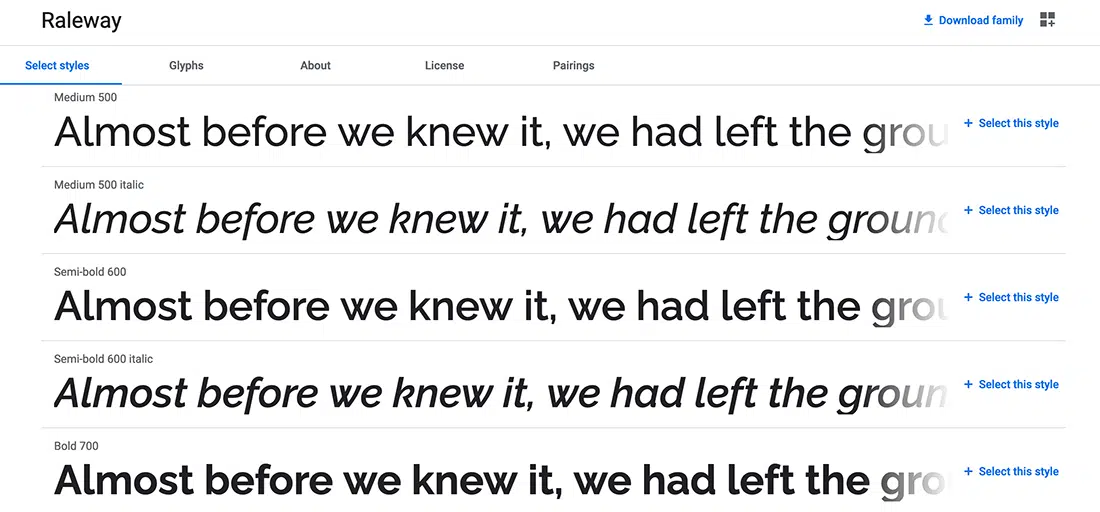 Raleway
Download family
Select styles Glyphs About License Pairings
Medium 500
Almost before we knew it, we had left the grou
+ Select this style
Medium 500 italic
Almost before we knew it, we had left the groun
+ Select this style
Semi-bold 600
Almost before we knew it, we had left the grou
+ Select this style
Semi-bold 600 italic
Almost before we knew it, we had left the groun
+ Select this style
Bold 700
Almost before we knew it, we had left the gro
+ Select this style